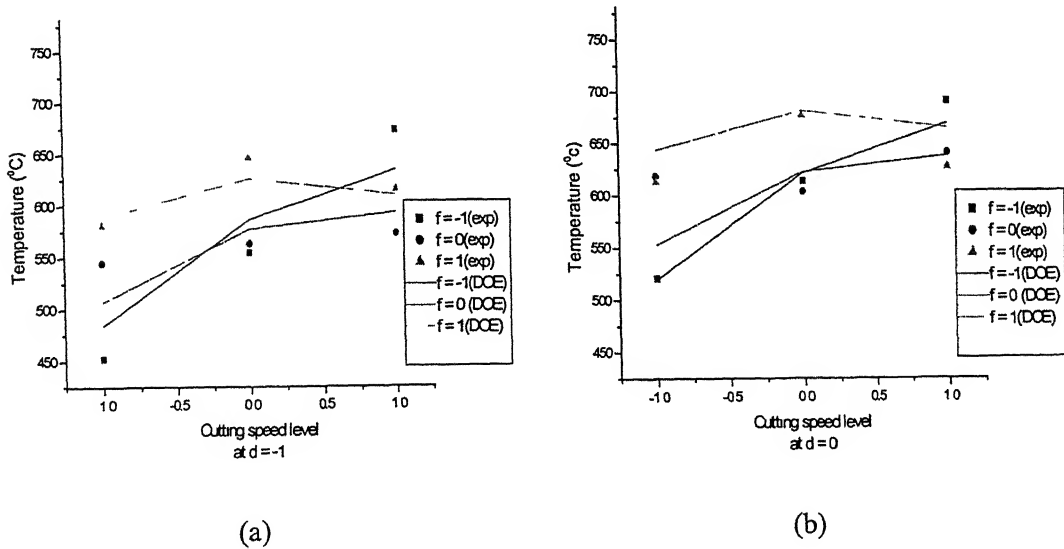 750
700
650
600
550
500
450
Temperature (°C)
10
-0.5
0.0
0.5
1.0
Cutting speed level
at d = -1
f = -1(exp)
f = 0(exp)
f = 1(exp)
f = -1(DOE)
f = 0 (DOE)
f = 1(DOE)
(a)
750
700
650
600
550
500
450
Temperature (°c)
-1.0
-0.5
0.0
0.5
1.0
Cutting speed level
at d = 0
f = -1(exp)
f = 0(exp)
f = 1(exp)
f = -1(DOE)
f = 0 (DOE)
f = 1(DOE)
(b)